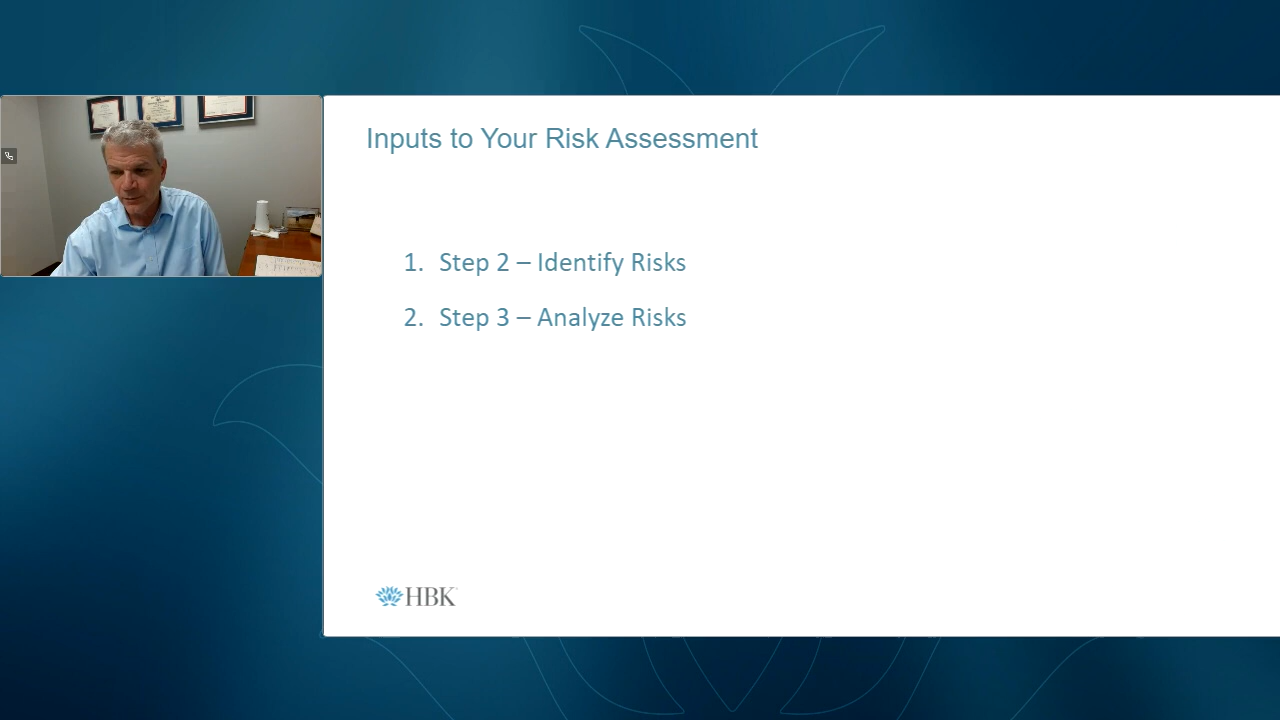 Inputs to Your Risk Assessment
1. Step 2 – Identify Risks
2. Step 3 – Analyze Risks
HBK